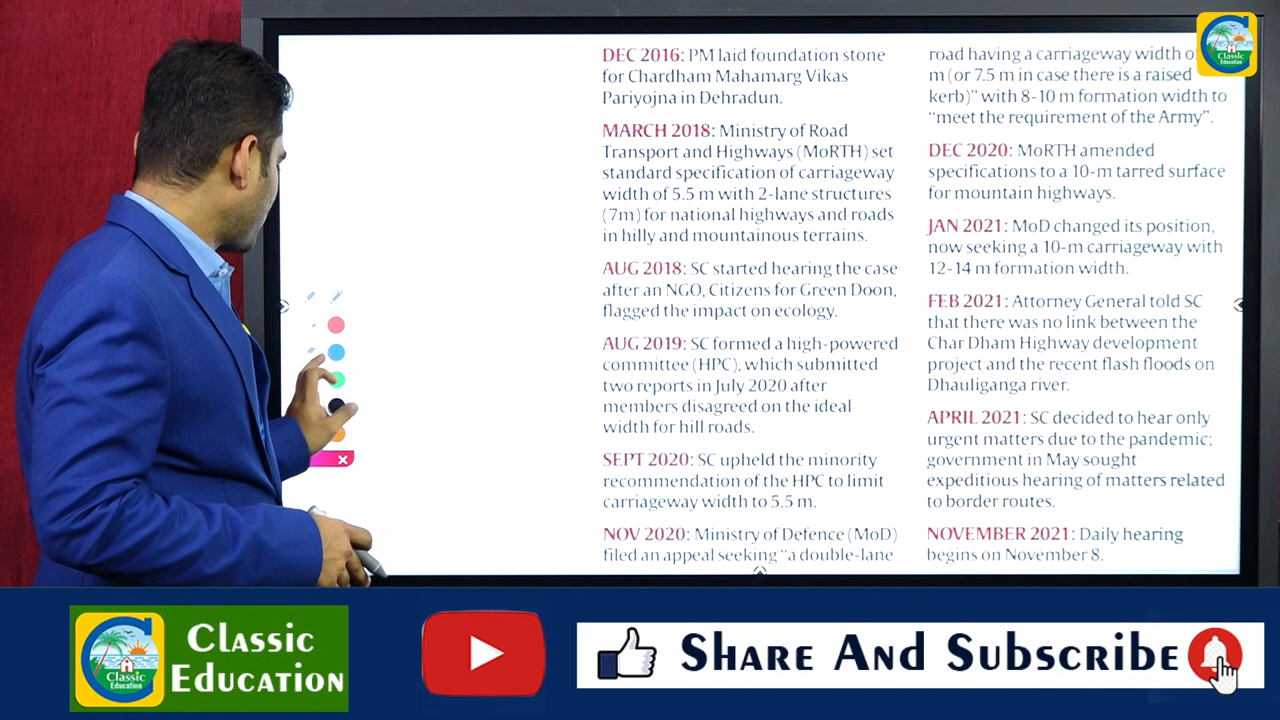 DEC 2016: PM laid foundation stone
for Chardham Mahamarg Vikas
Pariyojna in Dehradun.
MARCH 2018: Ministry of Road
Transport and Highways (MoRTH) set
standard specification of carriageway
width of 5.5 m with 2-lane structures
(7m) for national highways and roads
in hilly and mountainous terrains.
AUG 2018: SC started hearing the case
after an NGO, Citizens for Green Doon,
flagged the impact on ecology.
AUG 2019: SC formed a high-powered
committee (HPC), which submitted
two reports in July 2020 after
members disagreed on the ideal
width for hill roads.
SEPT 2020: SC upheld the minority
recommendation of the HPC to limit
carriageway width to 5.5 m.
NOV 2020: Ministry of Defence (MoD)
filed an appeal seeking "a double-lane
road having a carriageway width
m (or 7.5 m in case there is a raised
kerb)" with 8-10 m formation width to
"meet the requirement of the Army".
DEC 2020: MoRTH amended
specifications to a 10-m tarred surface
for mountain highways.
JAN 2021: MoD changed its position,
now seeking a 10-m carriageway with
12-14 m formation width.
FEB 2021: Attorney General told SC
that there was no link between the
Char Dham Highway development
project and the recent flash floods on
Dhauliganga river.
APRIL 2021: SC decided to hear only
urgent matters due to the pandemic;
government in May sought
expeditious hearing of matters related
to border routes.
NOVEMBER 2021: Daily hearing
begins on November 8.
Classic
Education
Classic
Education
Classic
Education
Share And Subscribe